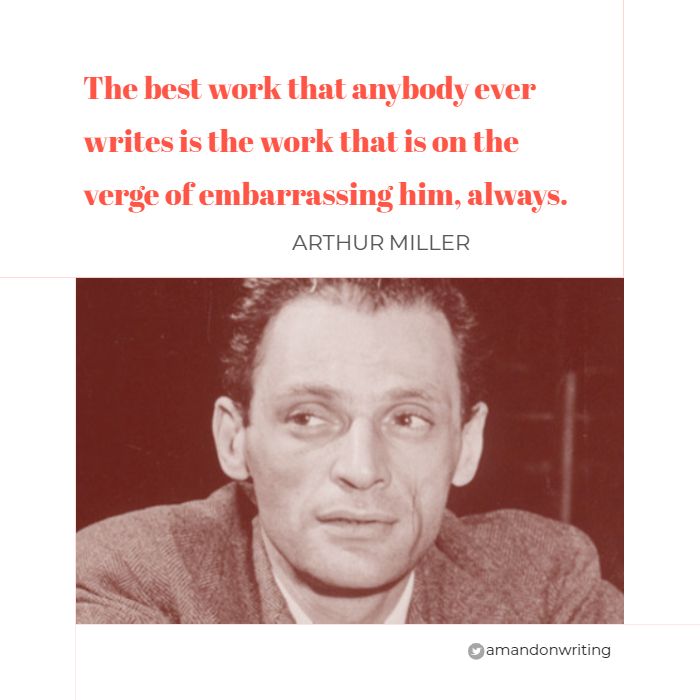 The best work that anybody ever
writes is the work that is on the
verge of embarrassing him, always.
ARTHUR MILLER
amandonwriting